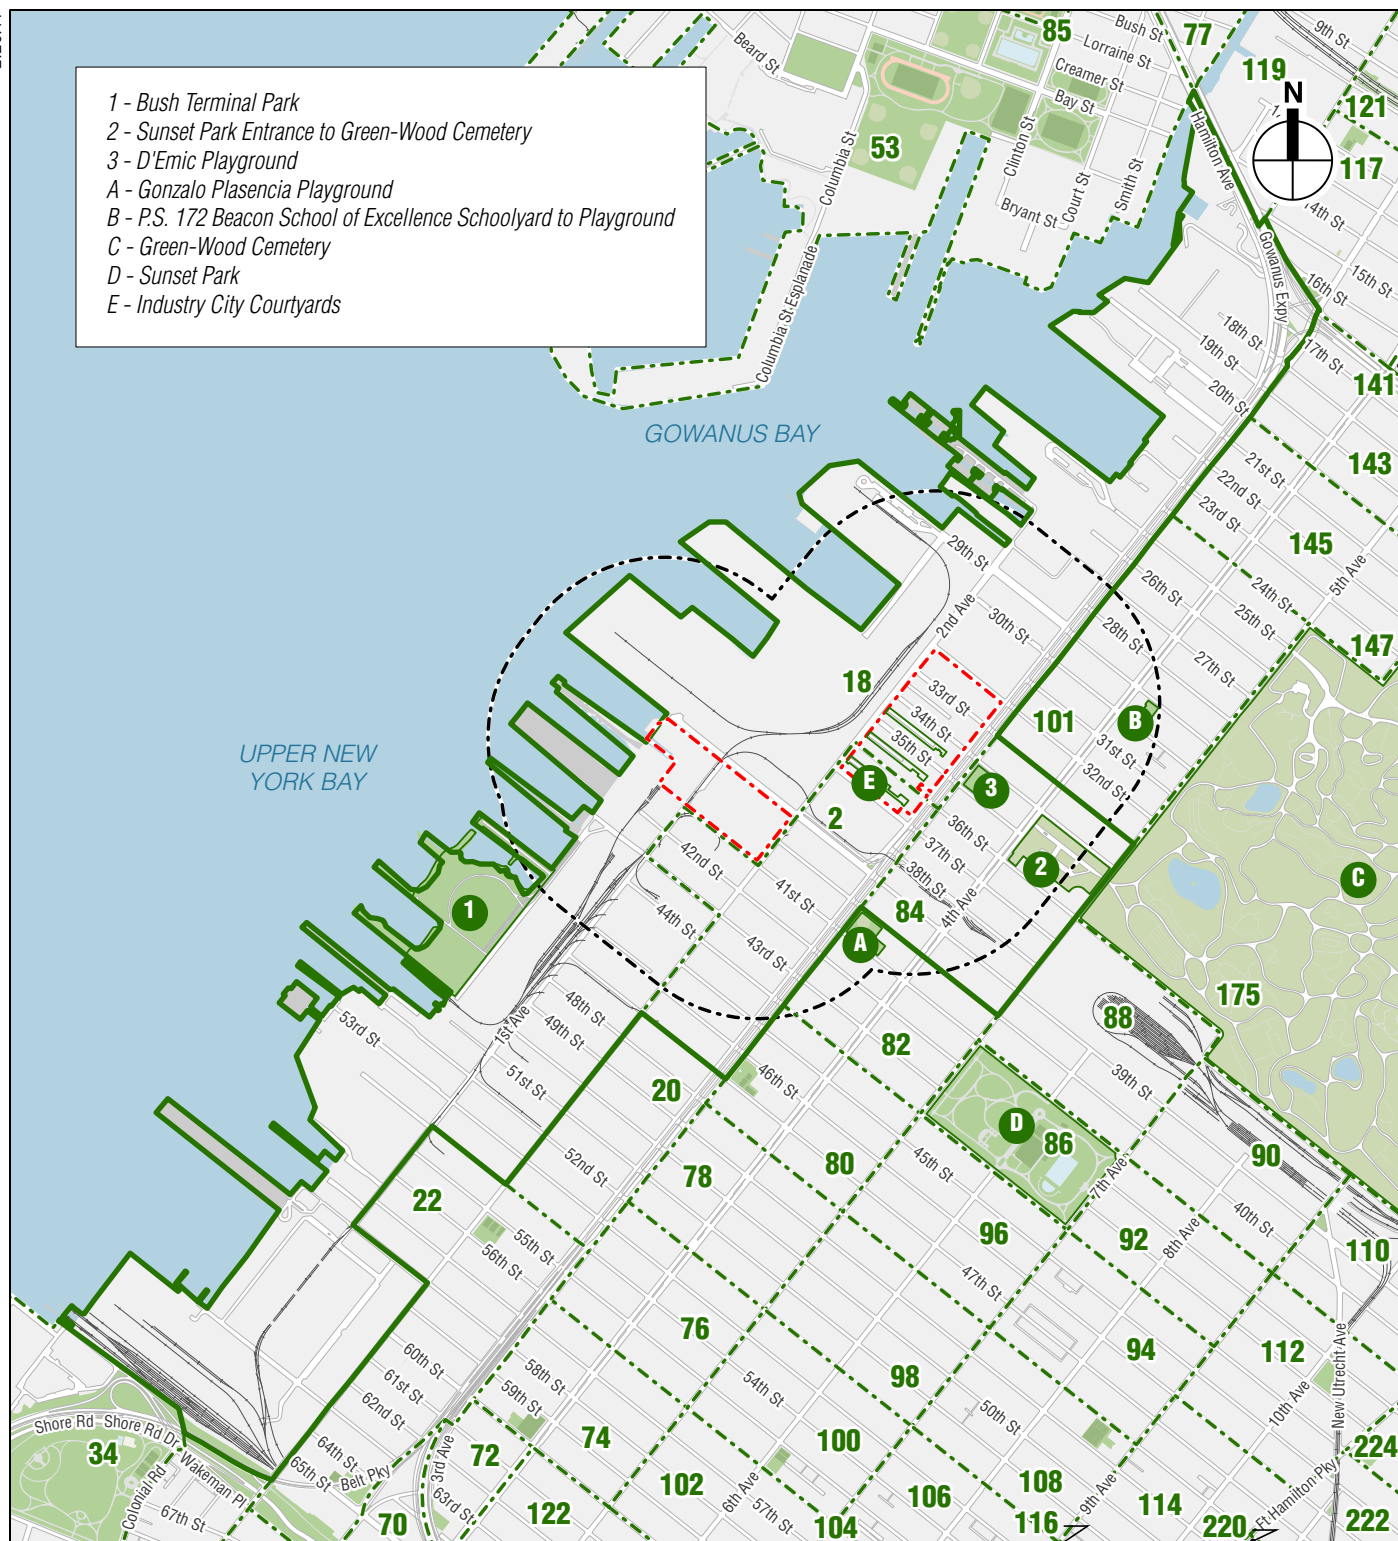 1 - Bush Terminal Park
2 - Sunset Park Entrance to Green-Wood Cemetery
3 - D'Emic Playground
A - Gonzalo Plasencia Playground
B - P.S. 172 Beacon School of Excellence Schoolyard to Playground
C - Green-Wood Cemetery
D - Sunset Park
E - Industry City Courtyards
N
GOWANUS BAY
UPPER NEW
YORK BAY
Beard St
Columbia St
Columbia St Esplanade
Bush St
Lorraine St
Creamer St
Bay St
Clinton St
Court St
Smith St
Bryant St
Hamilton Ave
Gowanus Expy
9th St
14th St
15th St
16th St
17th St
18th St
19th St
20th St
21st St
22nd St
23rd St
24th St
25th St
26th St
27th St
28th St
29th St
30th St
31st St
32nd St
33rd St
34th St
35th St
36th St
37th St
38th St
39th St
40th St
41st St
42nd St
43rd St
44th St
45th St
46th St
47th St
48th St
49th St
50th St
51st St
52nd St
53rd St
54th St
55th St
56th St
57th St
58th St
59th St
60th St
61st St
62nd St
63rd St
64th St
65th St
67th St
1st Ave
2nd Ave
3rd Ave
4th Ave
5th Ave
6th Ave
7th Ave
8th Ave
9th Ave
10th Ave
New Utrecht Ave
Ft Hamilton Pky
Belt Pky
Shore Rd
Shore Rd Dr
Wakeman Pl
Colonial Rd
85
77
119
121
117
53
141
143
145
147
18
101
2
84
175
88
82
20
86
90
78
80
22
96
92
110
76
94
112
98
34
72
74
100
224
102
108
106
114
122
70
104
116
220
222
1
2
3
A
B
C
D
E